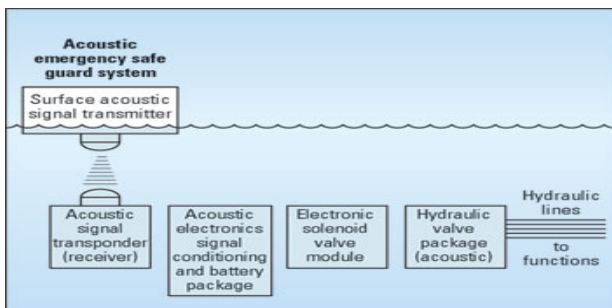 Acoustic
emergency safe
guard system
Surface acoustic
signal transmitter
Acoustic
signal
transponder
(receiver)
Acoustic
electronics
signal
conditioning
and battery
package
Electronic
solenoid
valve
module
Hydraulic
valve
package
(acoustic)
Hydraulic
lines
to
functions